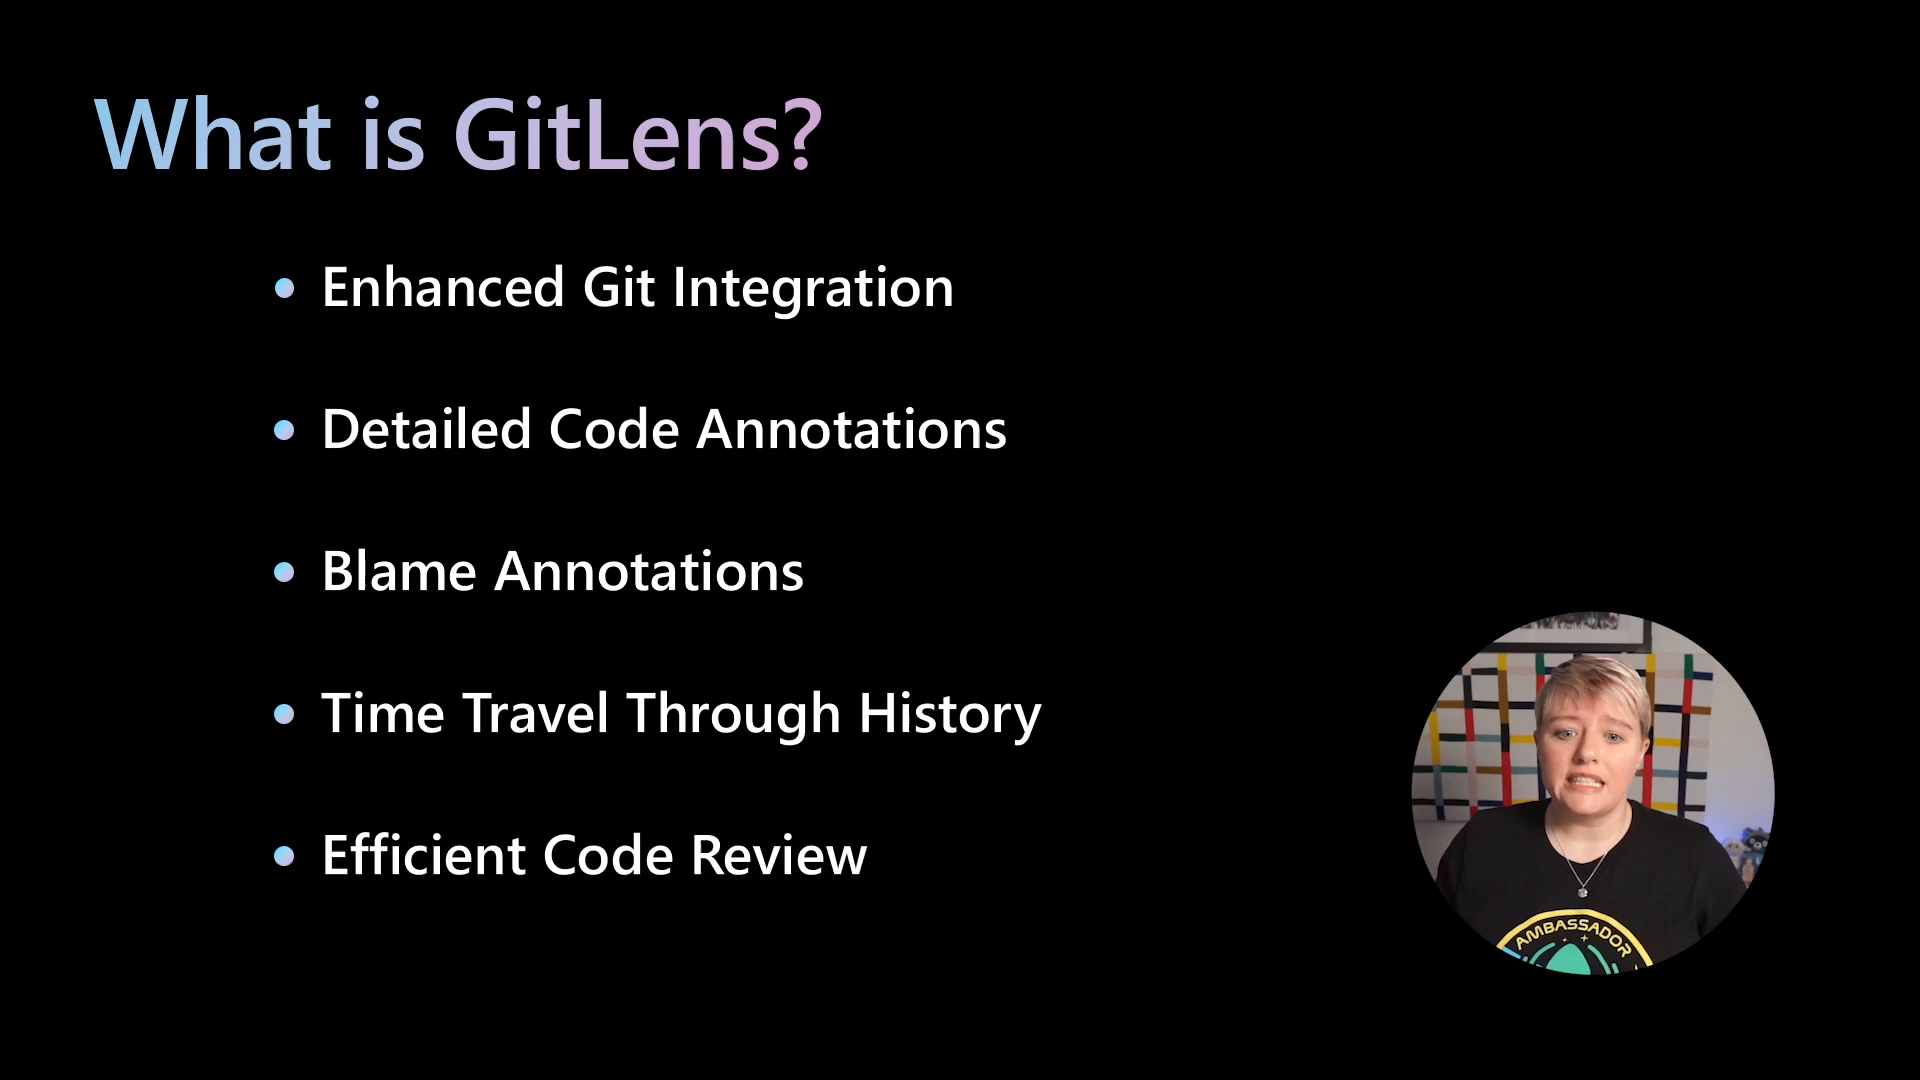 What is GitLens?
Enhanced Git Integration
Detailed Code Annotations
Blame Annotations
Time Travel Through History
Efficient Code Review
AMBASSADOR